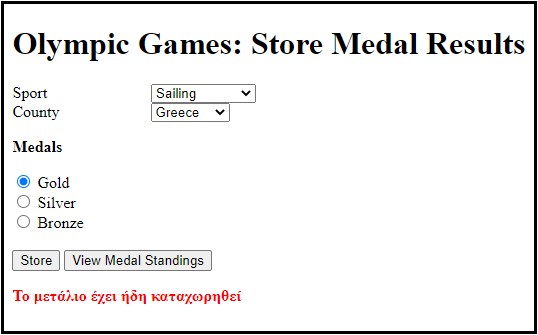 Olympic Games: Store Medal Results
Sport Sailing
County Greece
Medals
Gold
Silver
Bronze
Store View Medal Standings
Το μετάλιο έχει ήδη καταχωρηθεί